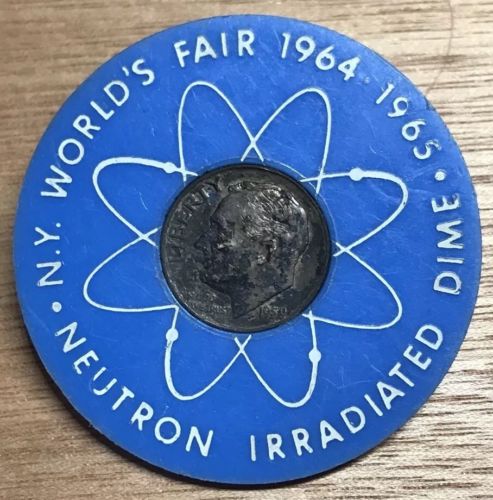 • N.Y. WORLD'S FAIR 1964 1965 •
NEUTRON IRRADIATED DIME
LIBERTY